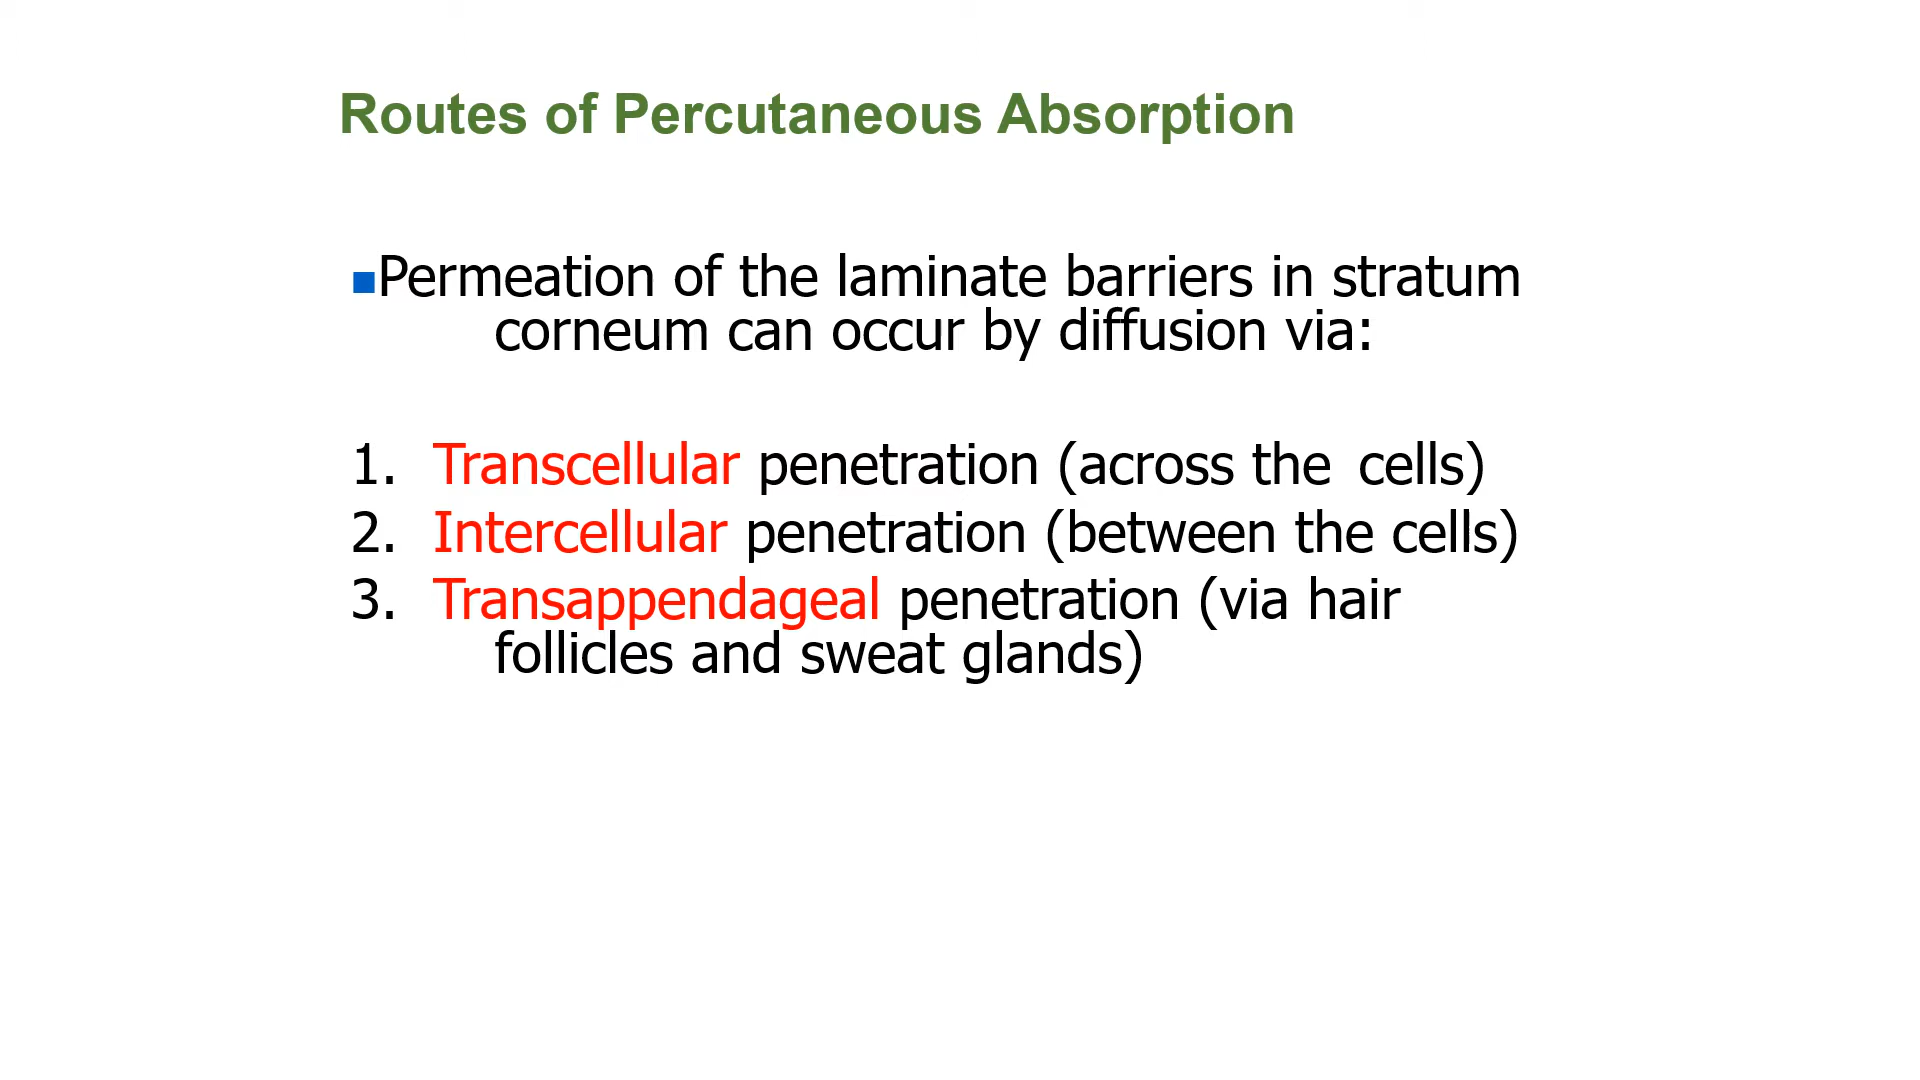 Routes of Percutaneous Absorption
■Permeation of the laminate barriers in stratum
corneum can occur by diffusion via:
1. Transcellular penetration (across the cells)
2. Intercellular penetration (between the cells)
3. Transappendageal penetration (via hair
follicles and sweat glands)